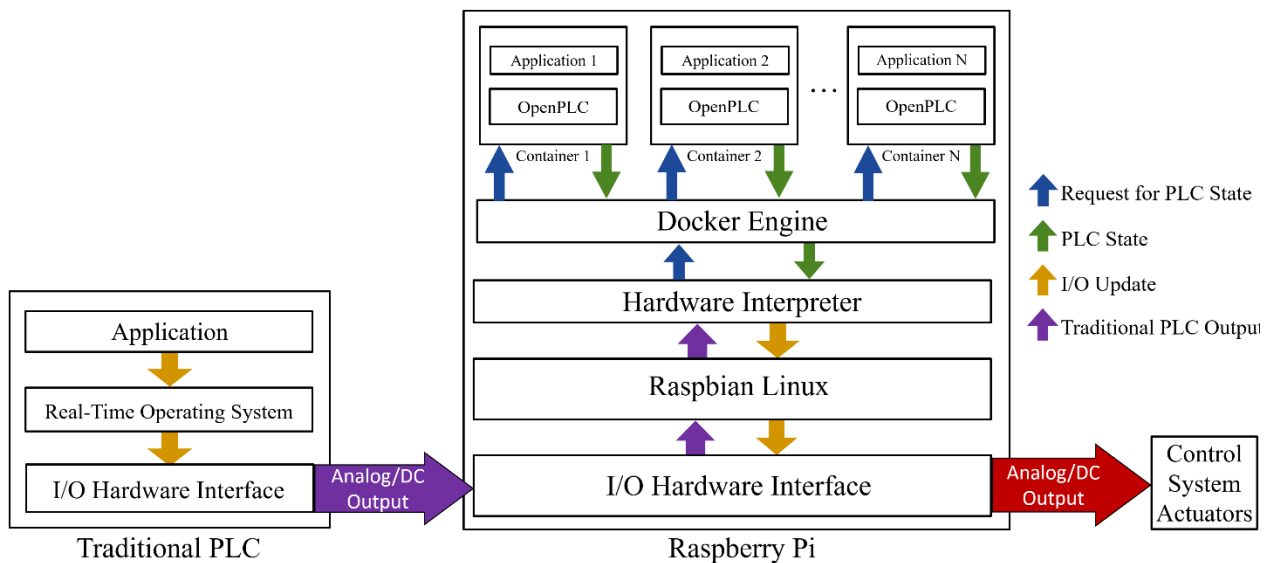 Application 1
OpenPLC
Container 1
Application 2
OpenPLC
Container 2
...
Application N
OpenPLC
Container N
Docker Engine
Hardware Interpreter
Raspbian Linux
I/O Hardware Interface
Raspberry Pi
Application
Real-Time Operating System
I/O Hardware Interface
Traditional PLC
Analog/DC
Output
Analog/DC
Output
Control
System
Actuators
Request for PLC State
PLC State
I/O Update
Traditional PLC Output